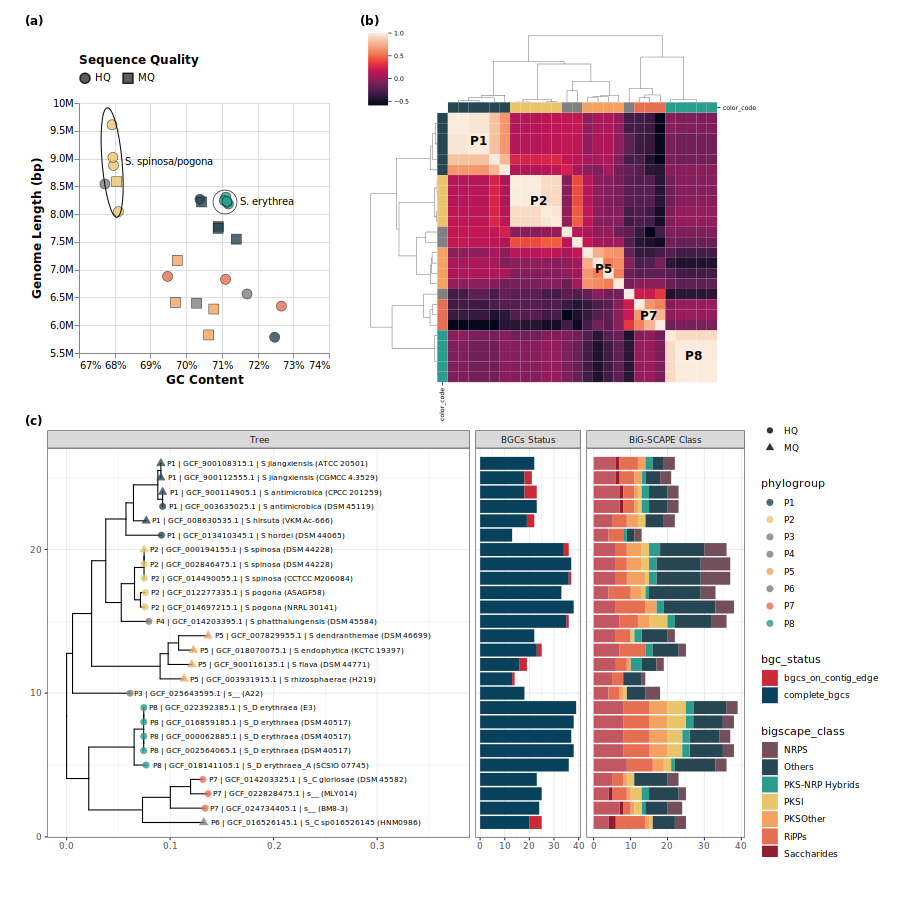 (a)
Sequence Quality
HQ MQ
10M
9.5M
9.0M
8.5M
8.0M
7.5M
7.0M
6.5M
6.0M
5.5M
Genome Length (bp)
S. spinosa/pogona
S. erythrea
67% 68% 69% 70% 71% 72% 73% 74%
GC Content
(b)
1.0
0.5
0.0
−0.5
color_code
P1
P2
P5
P7
P8
color_code
(c)
Tree
BGCs Status
BiG-SCAPE Class
P1 | GCF_900108315.1 | S jiangxiensis (ATCC 20501)
P1 | GCF_900112555.1 | S jiangxiensis (CGMCC 4.3529)
P1 | GCF_900114905.1 | S antimicrobica (CPCC 201259)
P1 | GCF_003635025.1 | S antimicrobica (DSM 45119)
P1 | GCF_008630535.1 | S hirsuta (VKM Ac-666)
P1 | GCF_013410345.1 | S hordei (DSM 44065)
P2 | GCF_000194155.1 | S spinosa (DSM 44228)
P2 | GCF_002846475.1 | S spinosa (DSM 44228)
P2 | GCF_014490055.1 | S spinosa (CCTCC M206084)
P2 | GCF_012277335.1 | S pogona (ASAGF58)
P2 | GCF_014697215.1 | S pogona (NRRL 30141)
P4 | GCF_014203395.1 | S phatthalungensis (DSM 45584)
P5 | GCF_007829955.1 | S dendranthemae (DSM 46699)
P5 | GCF_018070075.1 | S endophytica (KCTC 19397)
P5 | GCF_900116135.1 | S flava (DSM 44771)
P5 | GCF_003931915.1 | S rhizosphaerae (H219)
P3 | GCF_025643595.1 | s__ (A22)
P8 | GCF_022392385.1 | S_D erythraea (E3)
P8 | GCF_016859185.1 | S_D erythraea (DSM 40517)
P8 | GCF_000062885.1 | S_D erythraea (DSM 40517)
P8 | GCF_002564065.1 | S_D erythraea (DSM 40517)
P8 | GCF_018141105.1 | S_D erythraea_A (SCSIO 07745)
P7 | GCF_014203325.1 | S_C gloriosae (DSM 45582)
P7 | GCF_022828475.1 | s__ (MLY014)
P7 | GCF_024734405.1 | s__ (BM8-3)
P6 | GCF_016526145.1 | S_C sp016526145 (HNM0986)
20
10
0
0.0 0.1 0.2 0.3
0 10 20 30 40
0 10 20 30 40
HQ
MQ
phylogroup
P1
P2
P3
P4
P5
P6
P7
P8
bgc_status
bgcs_on_contig_edge
complete_bgcs
bigscape_class
NRPS
Others
PKS-NRP Hybrids
PKSI
PKSOther
RiPPs
Saccharides